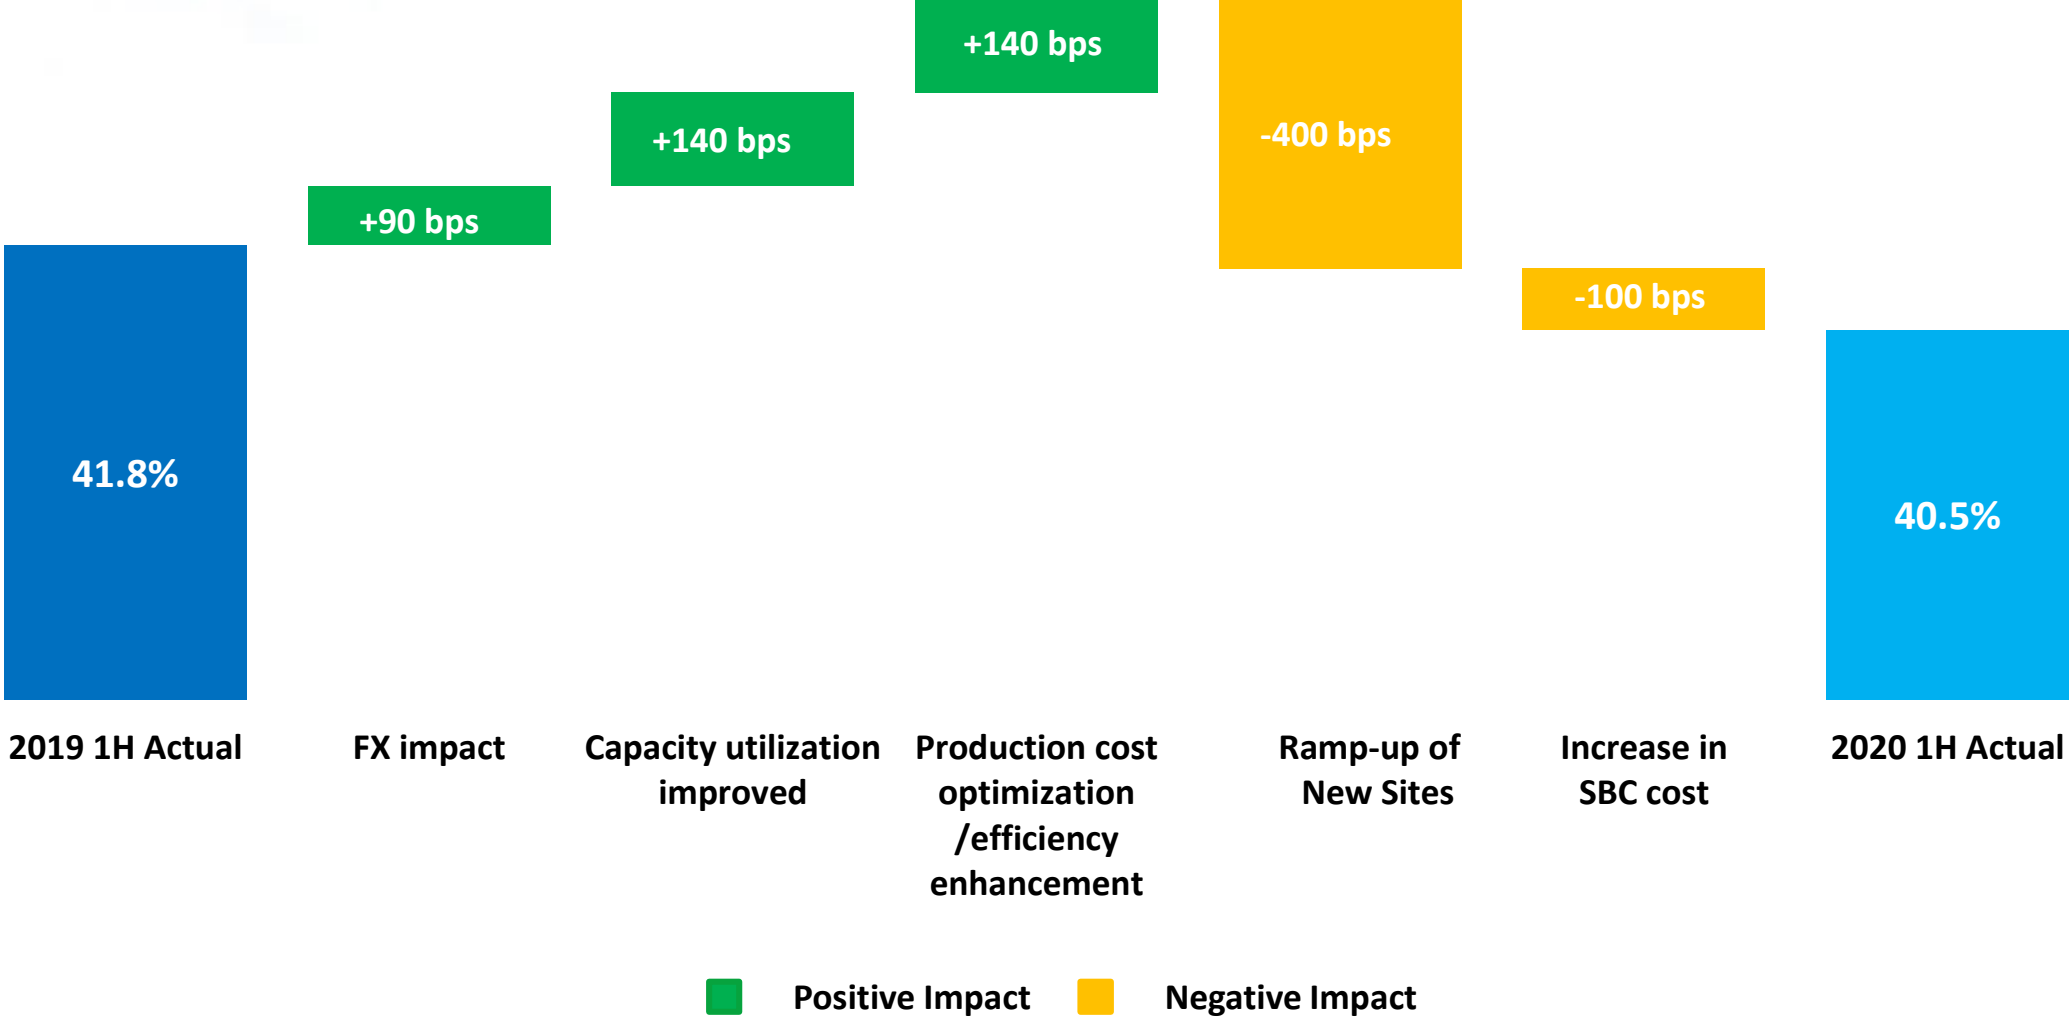 +140 bps
+140 bps
-400 bps
+90 bps
-100 bps
41.8%
40.5%
2019 1H Actual
FX impact
Capacity utilization
improved
Production cost
optimization
/efficiency
enhancement
Ramp-up of
New Sites
Increase in
SBC cost
2020 1H Actual
Positive Impact
Negative Impact